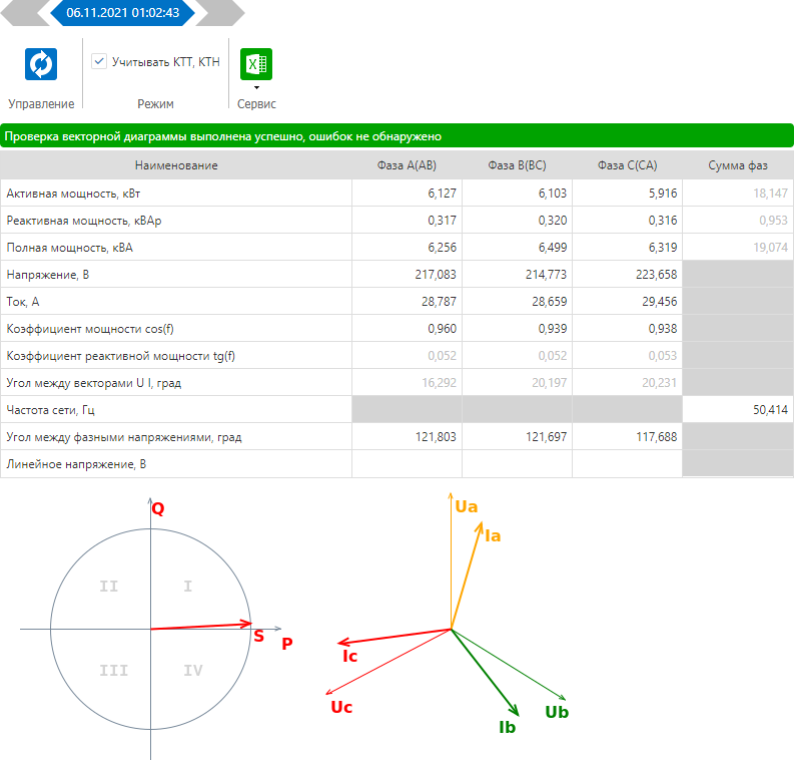 06.11.2021 01:02:43
Учитывать КТТ, КТН
Управление Режим Сервис
Проверка векторной диаграммы выполнена успешно, ошибок не обнаружено
Наименование Фаза A(AB) Фаза B(BC) Фаза C(CA) Сумма фаз
Активная мощность, кВт 6,127 6,103 5,916 18,147
Реактивная мощность, кВАр 0,317 0,320 0,316 0,953
Полная мощность, кВА 6,256 6,499 6,319 19,074
Напряжение, В 217,083 214,773 223,658
Ток, А 28,787 28,659 29,456
Коэффициент мощности cos(f) 0,960 0,939 0,938
Коэффициент реактивной мощности tg(f) 0,052 0,052 0,053
Угол между векторами U I, град 16,292 20,197 20,231
Частота сети, Гц 50,414
Угол между фазными напряжениями, град 121,803 121,697 117,688
Линейное напряжение, В
Q
II I
S
P
III IV
Ua
Ia
Ic
Uc
Ub
Ib